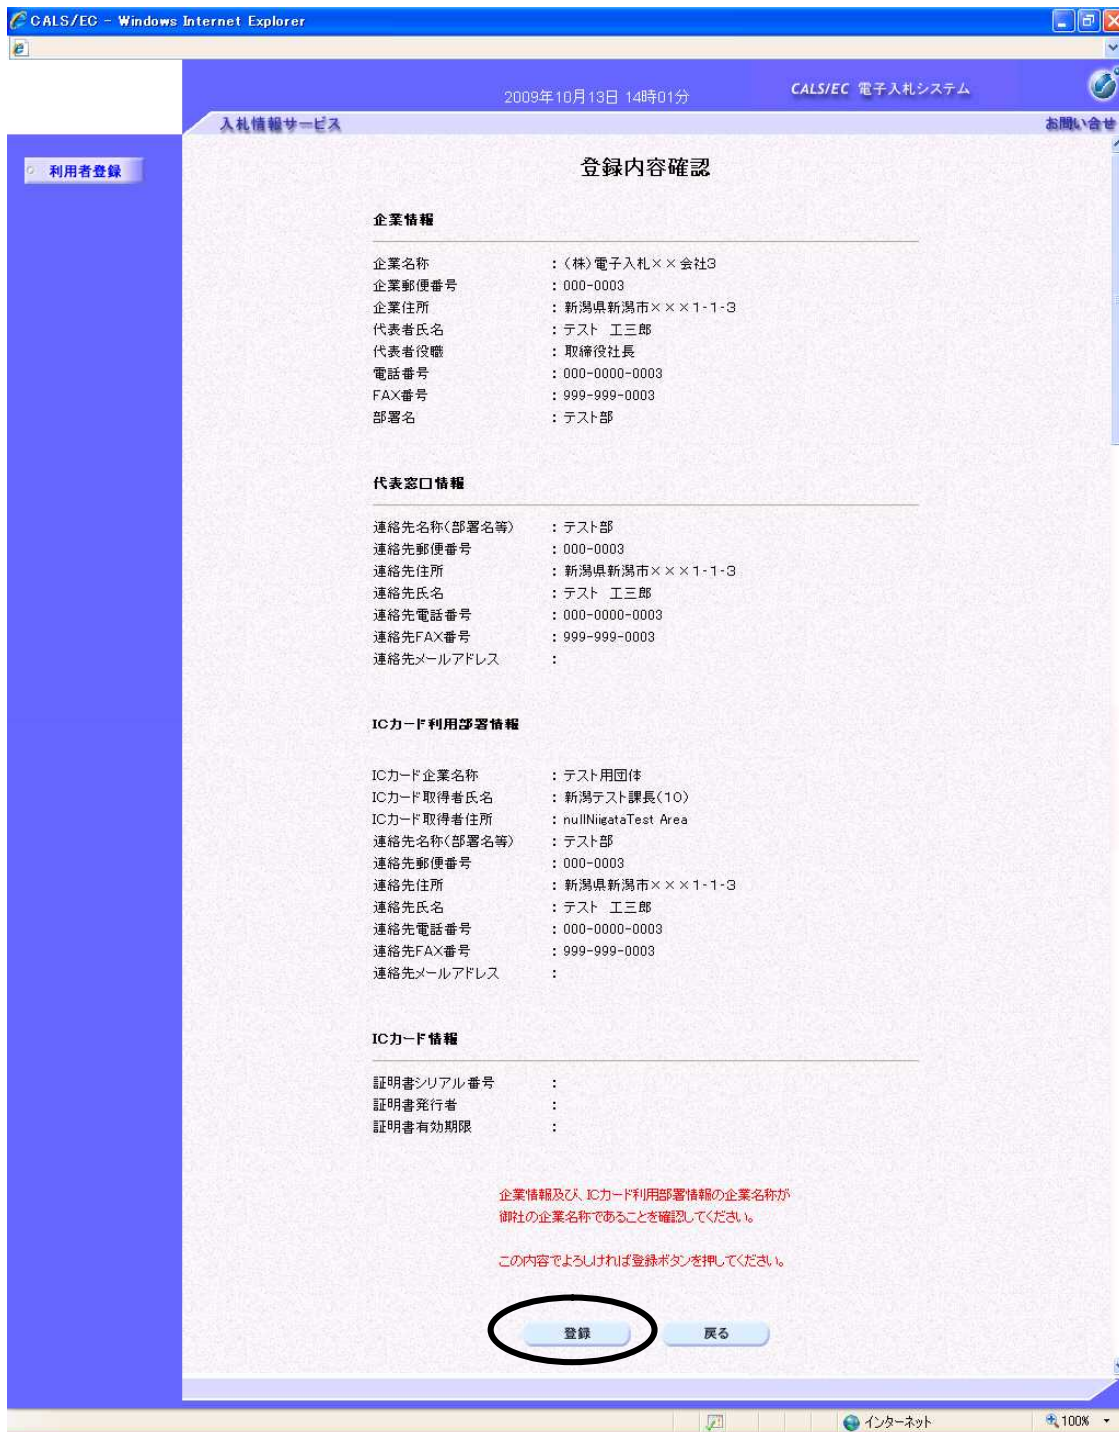 CALS/EC - Windows Internet Explorer
2009年10月13日 14時01分
CALS/EC 電子入札システム
入札情報サービス
お問い合せ
利用者登録
登録内容確認
企業情報
企業名称 : (株)電子入札××会社3
企業郵便番号 : 000-0003
企業住所 : 新潟県新潟市×××1-1-3
代表者氏名 : テスト 工三郎
代表者役職 : 取締役社長
電話番号 : 000-0000-0003
FAX番号 : 999-999-0003
部署名 : テスト部
代表窓口情報
連絡先名称(部署名等) : テスト部
連絡先郵便番号 : 000-0003
連絡先住所 : 新潟県新潟市×××1-1-3
連絡先氏名 : テスト 工三郎
連絡先電話番号 : 000-0000-0003
連絡先FAX番号 : 999-999-0003
連絡先メールアドレス :
ICカード利用部署情報
ICカード企業名称 : テスト用団体
ICカード取得者氏名 : 新潟テスト課長(10)
ICカード取得者住所 : nullNiigataTest Area
連絡先名称(部署名等) : テスト部
連絡先郵便番号 : 000-0003
連絡先住所 : 新潟県新潟市×××1-1-3
連絡先氏名 : テスト 工三郎
連絡先電話番号 : 000-0000-0003
連絡先FAX番号 : 999-999-0003
連絡先メールアドレス :
ICカード情報
証明書シリアル番号 :
証明書発行者 :
証明書有効期限 :
企業情報及び、ICカード利用部署情報の企業名称が
御社の企業名称であることを確認してください。
この内容でよろしければ登録ボタンを押してください。
登録 戻る
インターネット 100%